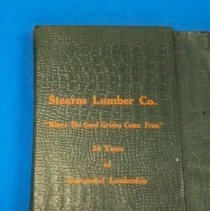 Stearns Lumber Co.
"Where The Good Grades Come From"
50 Years
of
Successful Leadership